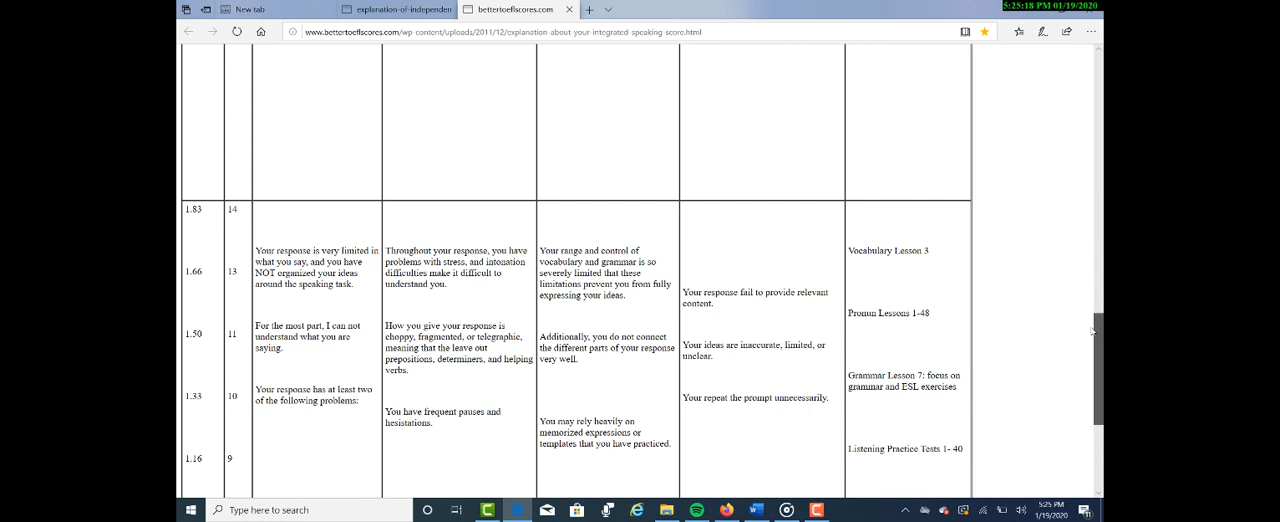 5:25:18 PM 01/19/2020
New tab
explanation-of-independen
bettertoeflscores.com
www.bettertoeflscores.com/wp-content/uploads/2011/12/explanation about your integrated speaking score.html
1.83
14
1.66
13
1.50
11
1.33
10
1.16
9
Your response is very limited in
what you say, and you have
NOT organized your ideas
around the speaking task.
For the most part, I can not
understand what you are
saying.
Your response has at least two
of the following problems:
Throughout your response, you have
problems with stress, and intonation
difficulties make it difficult to
understand you.
How you give your response is
choppy, fragmented, or telegraphic,
meaning that the leave out
prepositions, determiners, and helping
verbs.
You have frequent pauses and
hesistations.
Your range and control of
vocabulary and grammar is so
severely limited that these
limitations prevent you from fully
expressing your ideas.
Additionally, you do not connect
the different parts of your response
very well.
You may rely heavily on
memorized expressions or
templates that you have practiced.
Your response fail to provide relevant
content.
Your ideas are inaccurate, limited, or
unclear.
Your repeat the prompt unnecessarily.
Vocabulary Lesson 3
Pronun Lessons 1-48
Grammar Lesson 7: focus on
grammar and ESL exercises
Listening Practice Tests 1- 40
Type here to search
5:25 PM
1/19/2020